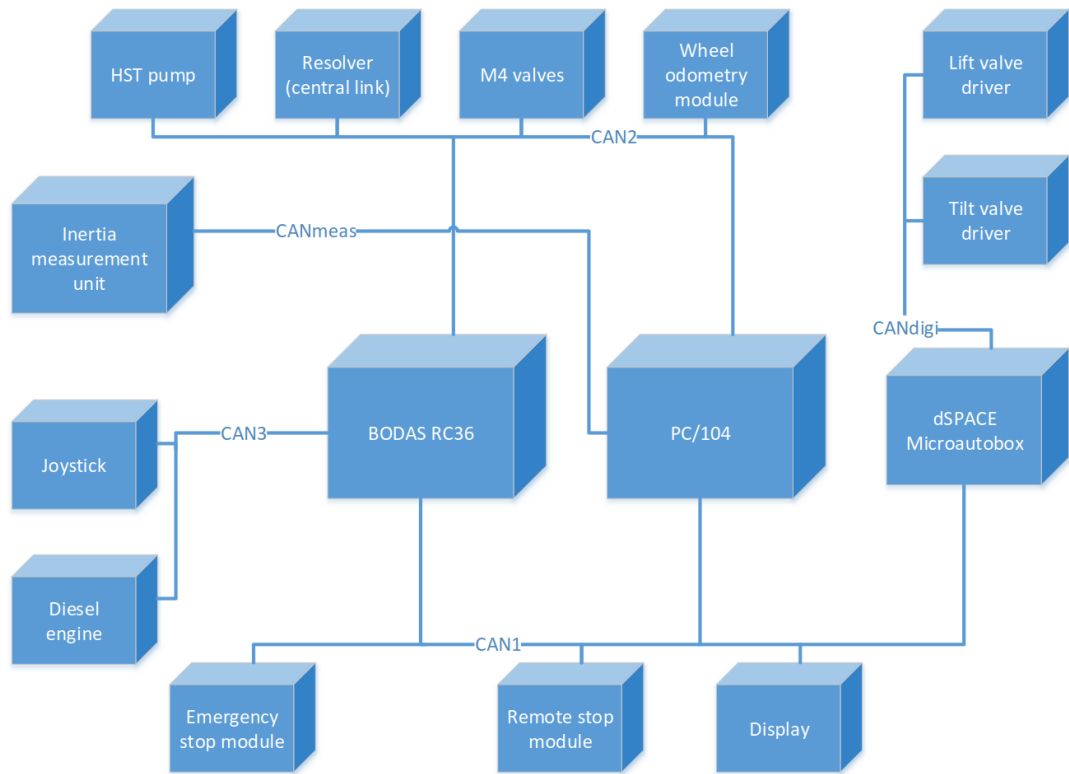 HST pump
Resolver
(central link)
M4 valves
Wheel
odometry
module
Lift valve
driver
CAN2
Tilt valve
driver
Inertia
measurement
unit
CANmeas
CANdigi
Joystick
CAN3
BODAS RC36
PC/104
dSPACE
Microautobox
Diesel
engine
CAN1
Emergency
stop module
Remote stop
module
Display